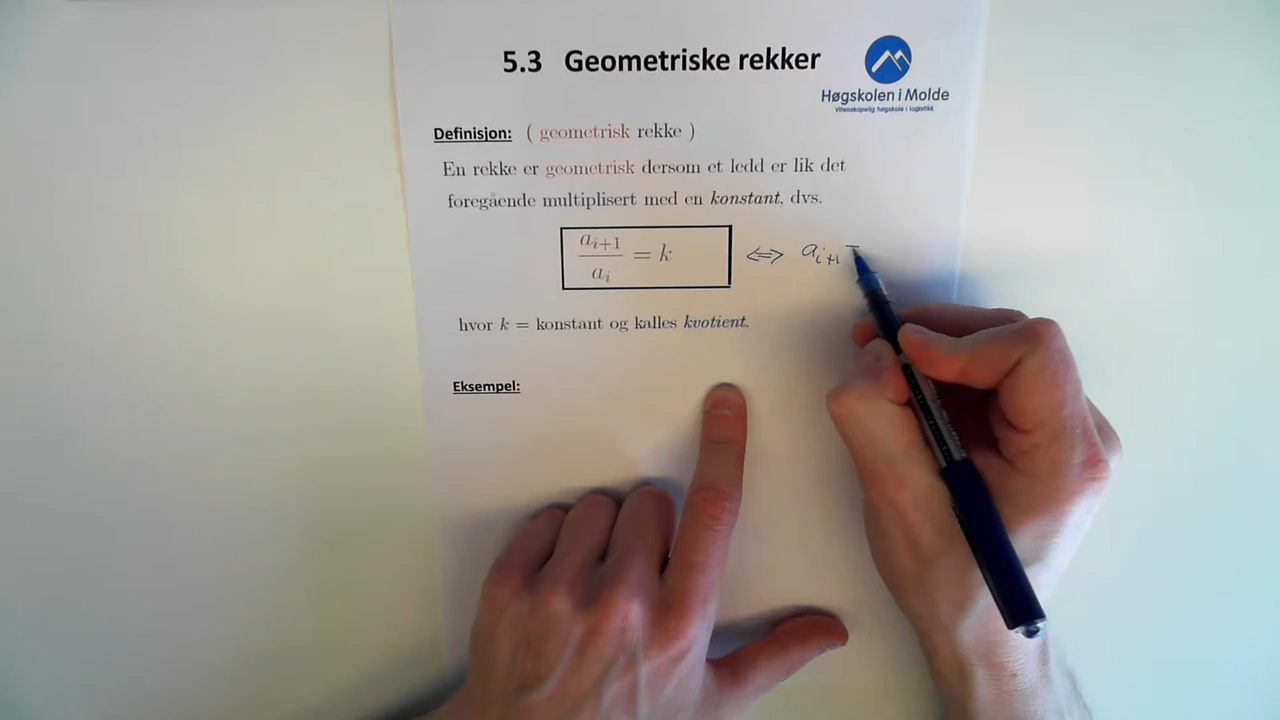 5.3 Geometriske rekker
Høgskolen i Molde
Vitenskapelig høgskole i logistikk
Definisjon: ( geometrisk rekke )
En rekke er geometrisk dersom et ledd er lik det
foregående multiplisert med en konstant, dvs.
a_{i+1} / a_i = k ⇔ a_{i+1} =
hvor k = konstant og kalles kvotient.
Eksempel: